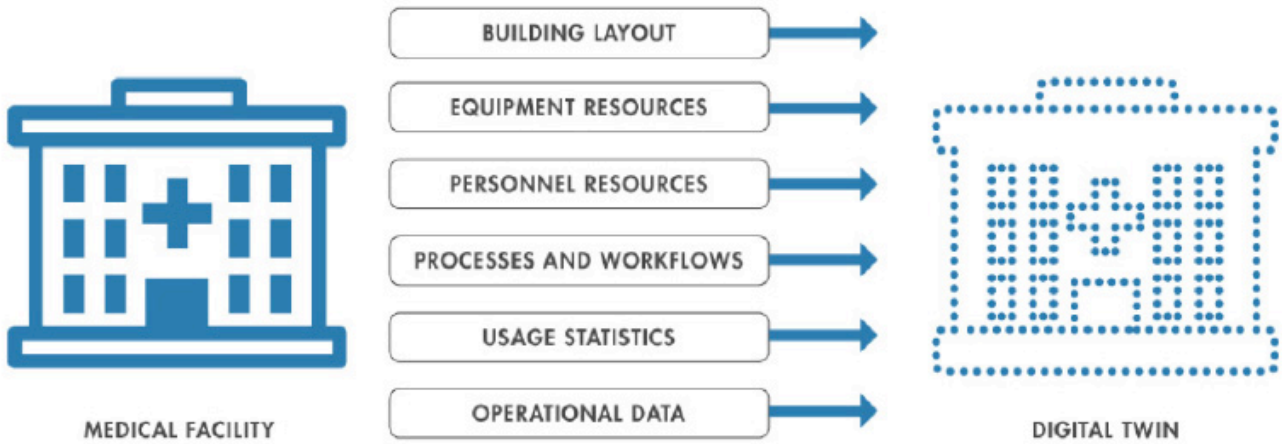 BUILDING LAYOUT
EQUIPMENT RESOURCES
PERSONNEL RESOURCES
PROCESSES AND WORKFLOWS
USAGE STATISTICS
OPERATIONAL DATA
MEDICAL FACILITY
DIGITAL TWIN